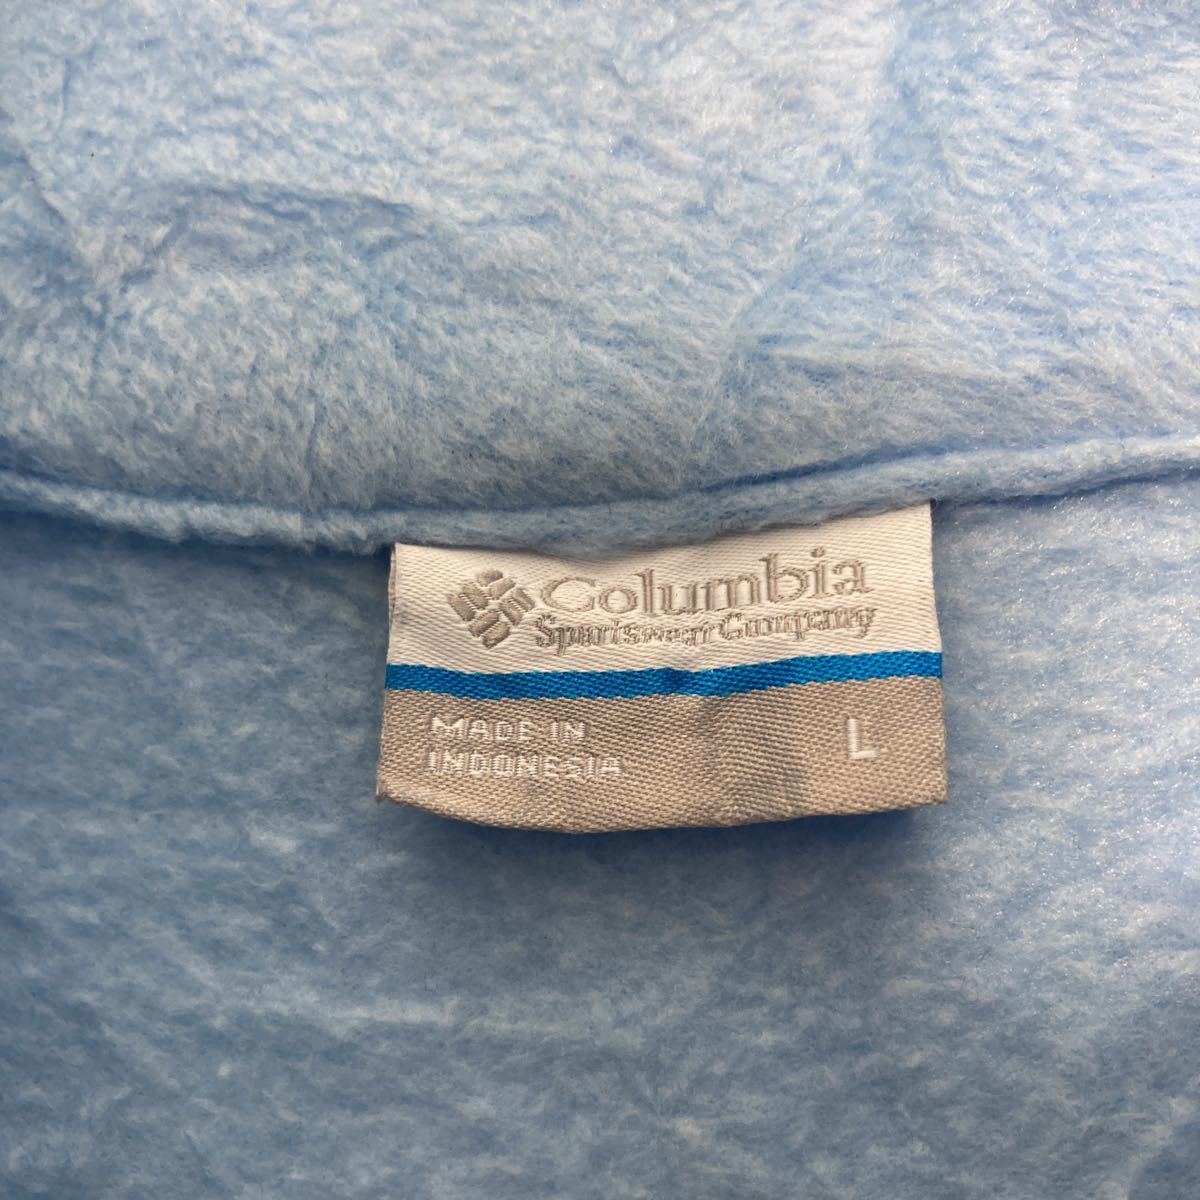 Columbia
Sportswear Company
MADE IN
INDONESIA
L